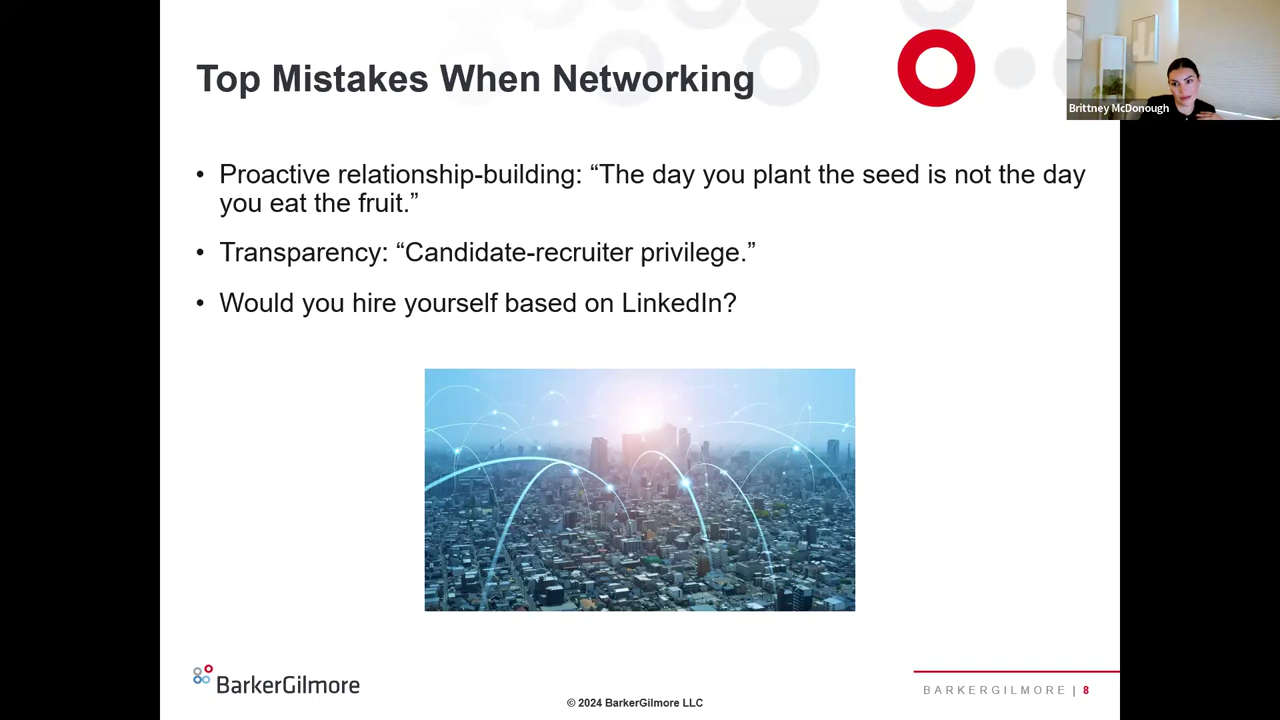 Top Mistakes When Networking
Brittney McDonough
• Proactive relationship-building: “The day you plant the seed is not the day
you eat the fruit.”
• Transparency: “Candidate-recruiter privilege.”
• Would you hire yourself based on LinkedIn?
BarkerGilmore
© 2024 BarkerGilmore LLC
BARKERGILMORE | 8